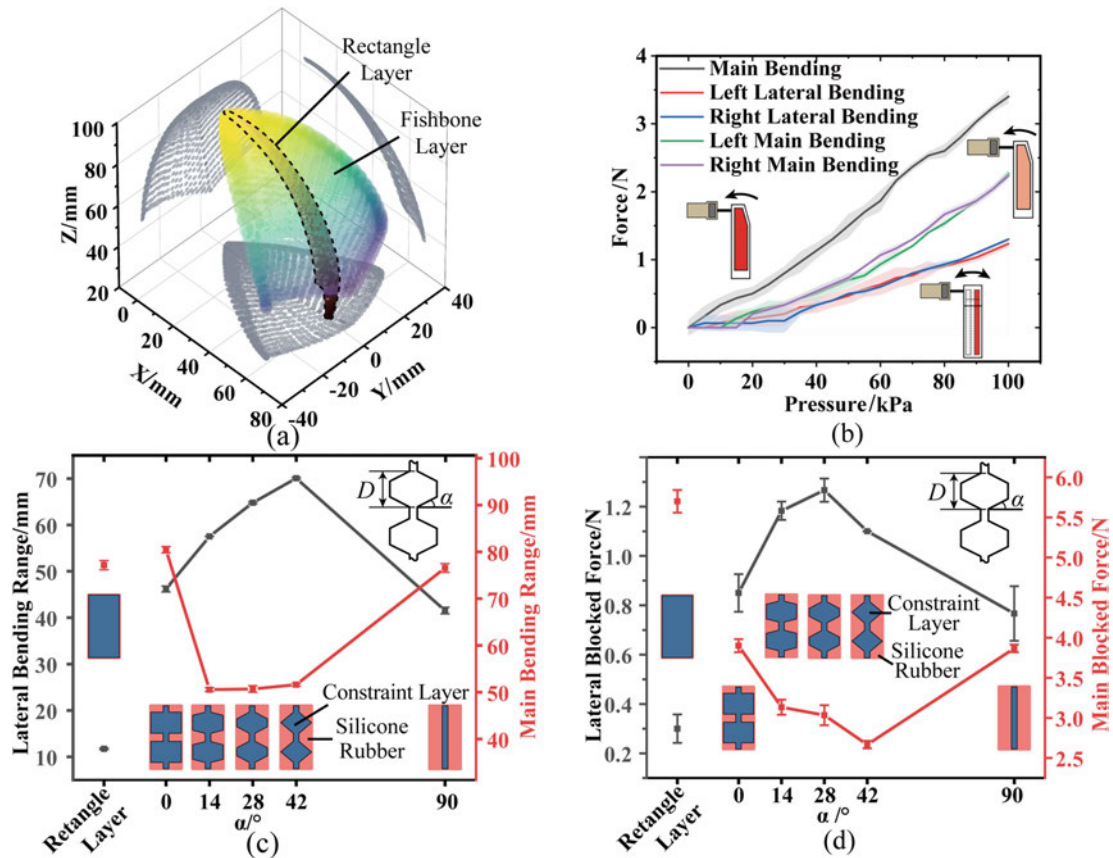 Rectangle
Layer
Fishbone
Layer
Z/mm
100
80
60
40
20
0
20
40
60
80
X/mm
-40
-20
0
20
40
Y/mm
(a)
Force/N
4
3
2
1
0
Main Bending
Left Lateral Bending
Right Lateral Bending
Left Main Bending
Right Main Bending
0 20 40 60 80 100
Pressure/kPa
(b)
Lateral Bending Range/mm
70
60
50
40
30
20
10
D
α
Constraint Layer
Silicone
Rubber
100
90
80
70
60
50
40
Main Bending Range/mm
Retangle
Layer
0 14 28 42 90
α/°
(c)
Lateral Blocked Force/N
1.2
1.0
0.8
0.6
0.4
0.2
D
α
Constraint
Layer
Silicone
Rubber
6.0
5.5
5.0
4.5
4.0
3.5
3.0
2.5
Main Blocked Force/N
Retangle
Layer
0 14 28 42 90
α/°
(d)